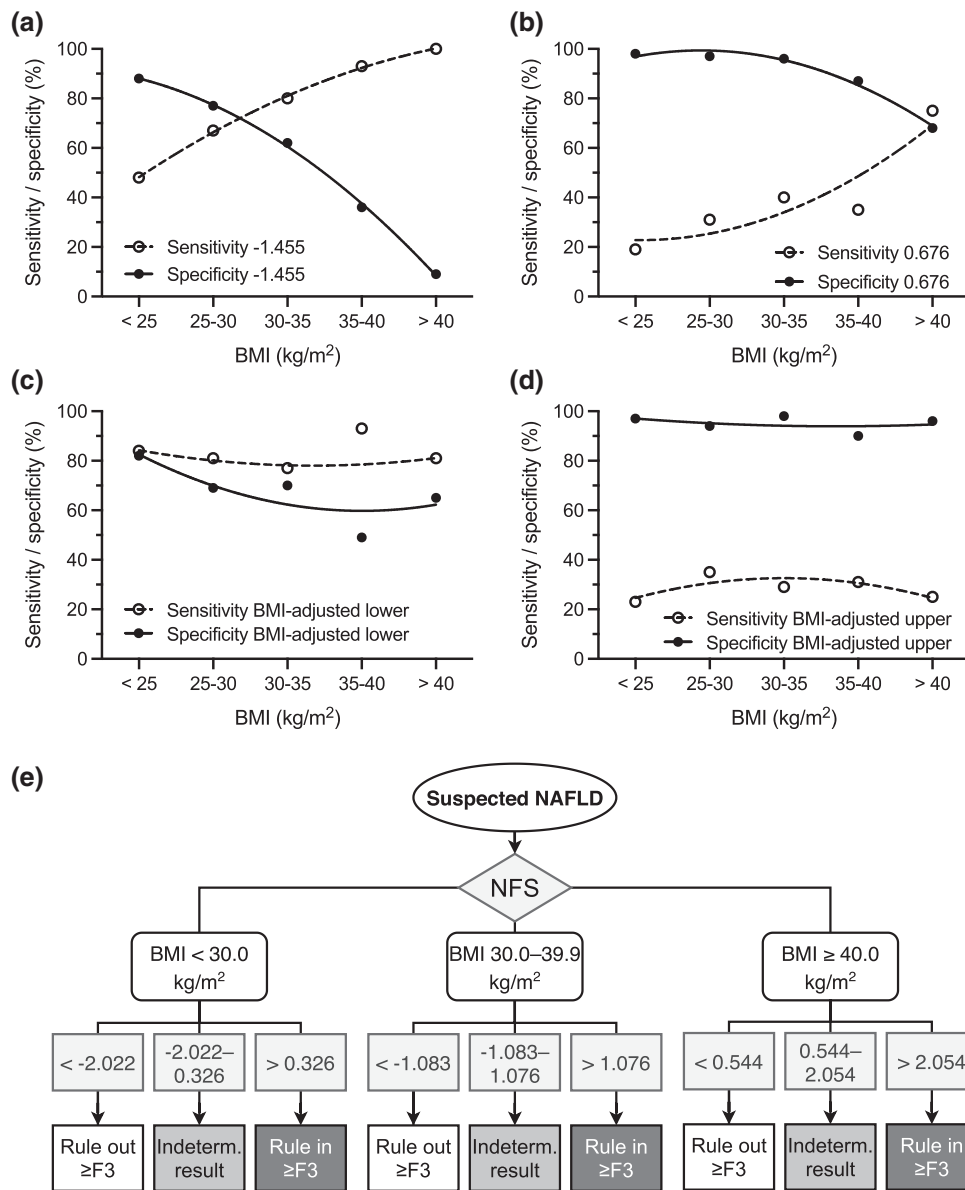 (a)
Sensitivity / specificity (%)
100
80
60
40
20
0
Sensitivity -1.455
Specificity -1.455
< 25
25-30
30-35
35-40
> 40
BMI (kg/m²)
(b)
Sensitivity / specificity (%)
100
80
60
40
20
0
Sensitivity 0.676
Specificity 0.676
< 25
25-30
30-35
35-40
> 40
BMI (kg/m²)
(c)
Sensitivity / specificity (%)
100
80
60
40
20
0
Sensitivity BMI-adjusted lower
Specificity BMI-adjusted lower
< 25
25-30
30-35
35-40
> 40
BMI (kg/m²)
(d)
Sensitivity / specificity (%)
100
80
60
40
20
0
Sensitivity BMI-adjusted upper
Specificity BMI-adjusted upper
< 25
25-30
30-35
35-40
> 40
BMI (kg/m²)
(e)
Suspected NAFLD
NFS
BMI < 30.0
kg/m²
BMI 30.0–39.9
kg/m²
BMI ≥ 40.0
kg/m²
< -2.022
-2.022–
0.326
> 0.326
< -1.083
-1.083–
1.076
> 1.076
< 0.544
0.544–
2.054
> 2.054
Rule out
≥F3
Indeterm.
result
Rule in
≥F3
Rule out
≥F3
Indeterm.
result
Rule in
≥F3
Rule out
≥F3
Indeterm.
result
Rule in
≥F3